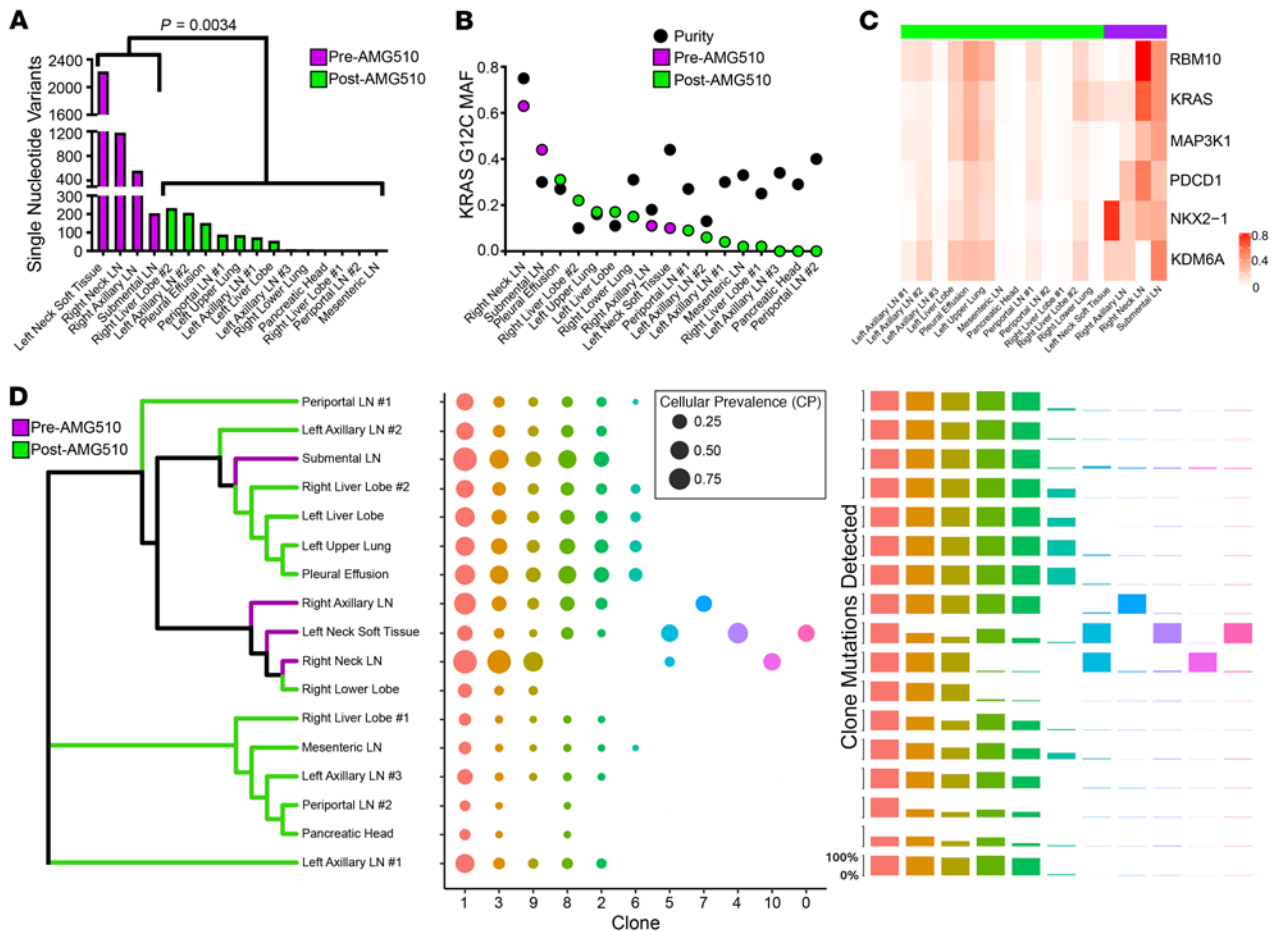 A
P = 0.0034
Pre-AMG510
Post-AMG510
Single Nucleotide Variants
2400
2000
1600
1200
800
400
300
200
100
0
Left Neck Soft Tissue
Right Neck LN
Right Axillary LN
Submental LN
Right Liver Lobe #2
Left Axillary LN #2
Pleural Effusion
Periportal LN #1
Left Upper Lung
Left Axillary LN #1
Left Liver Lobe
Left Axillary LN #3
Right Lower Lung
Pancreatic Head
Right Liver Lobe #1
Periportal LN #2
Mesenteric LN
B
Purity
Pre-AMG510
Post-AMG510
KRAS G12C MAF
0.8
0.6
0.4
0.2
0.0
Right Neck LN
Submental LN
Pleural Effusion
Right Liver Lobe #2
Left Upper Lung
Left Liver Lobe
Right Lower Lung
Right Axillary LN
Left Neck Soft Tissue
Periportal LN #1
Left Axillary LN #2
Left Axillary LN #1
Mesenteric LN
Right Liver Lobe #1
Left Axillary LN #3
Pancreatic Head
Periportal LN #2
C
RBM10
KRAS
MAP3K1
PDCD1
NKX2−1
KDM6A
0.8
0.4
0
Left Axillary LN #1
Left Axillary LN #2
Left Axillary LN #3
Left Liver Lobe
Pleural Effusion
Left Upper Lung
Mesenteric LN
Pancreatic Head
Periportal LN #1
Periportal LN #2
Right Liver Lobe #1
Right Liver Lobe #2
Right Lower Lung
Left Neck Soft Tissue
Right Axillary LN
Right Neck LN
Submental LN
D
Pre-AMG510
Post-AMG510
Periportal LN #1
Left Axillary LN #2
Submental LN
Right Liver Lobe #2
Left Liver Lobe
Left Upper Lung
Pleural Effusion
Right Axillary LN
Left Neck Soft Tissue
Right Neck LN
Right Lower Lobe
Right Liver Lobe #1
Mesenteric LN
Left Axillary LN #3
Periportal LN #2
Pancreatic Head
Left Axillary LN #1
Cellular Prevalence (CP)
0.25
0.50
0.75
1 3 9 8 2 6 5 7 4 10 0
Clone
Clone Mutations Detected
100%
0%